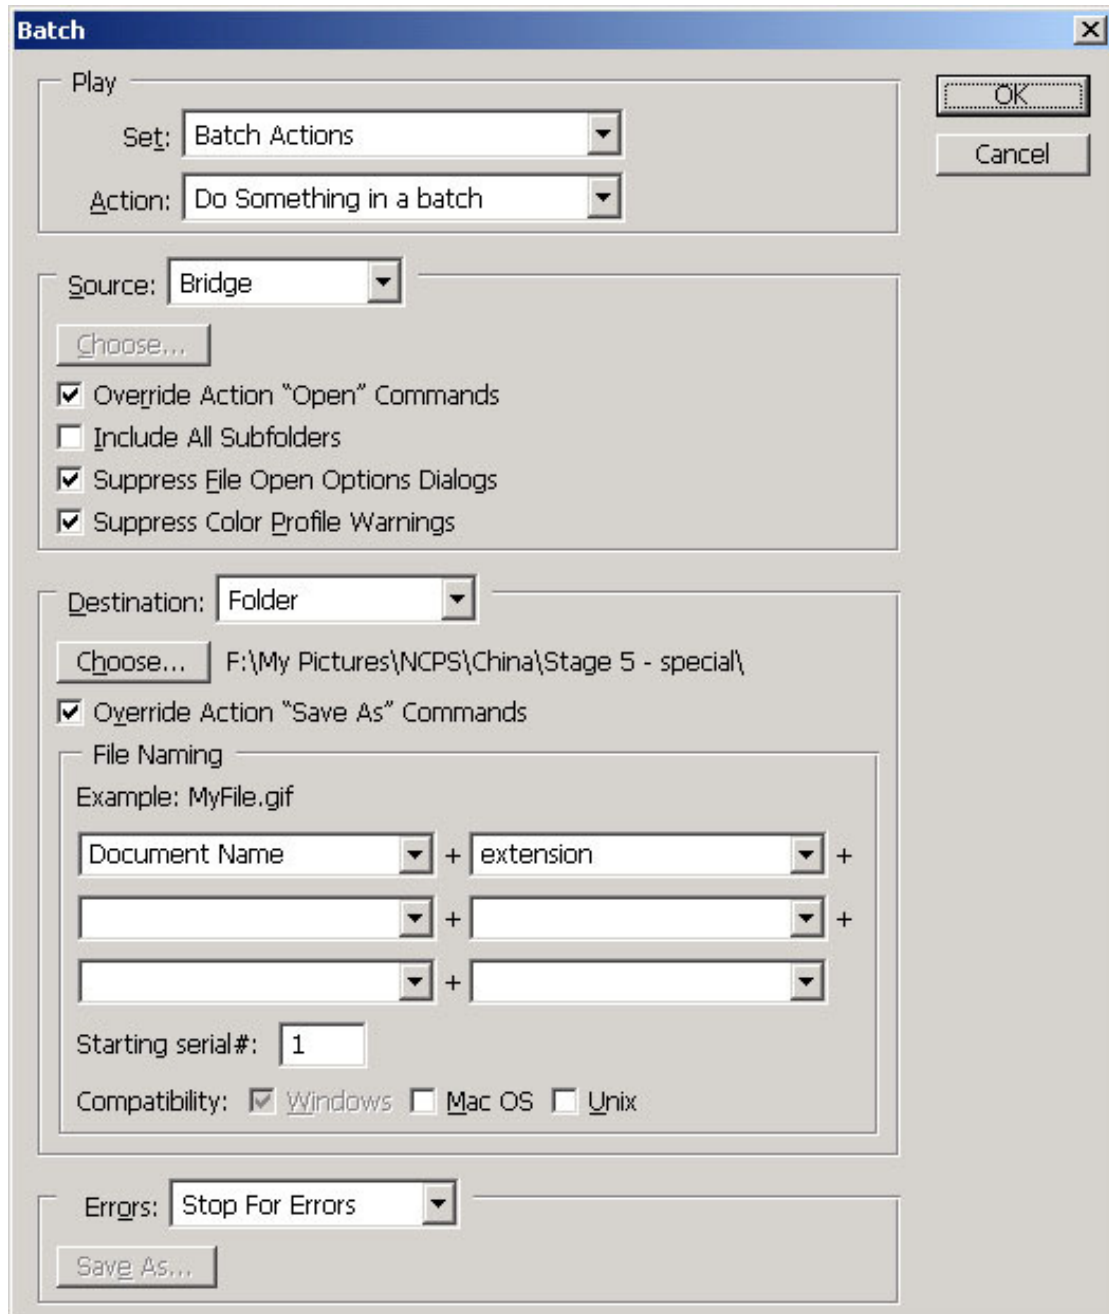 Batch
Play
OK
Set: Batch Actions
Cancel
Action: Do Something in a batch
Source: Bridge
Choose...
Override Action “Open” Commands
Include All Subfolders
Suppress File Open Options Dialogs
Suppress Color Profile Warnings
Destination: Folder
Choose... F:\My Pictures\NCPS\China\Stage 5 - special\
Override Action “Save As” Commands
File Naming
Example: MyFile.gif
Document Name + extension +
+ +
+
Starting serial#: 1
Compatibility: Windows Mac OS Unix
Errors: Stop For Errors
Save As...